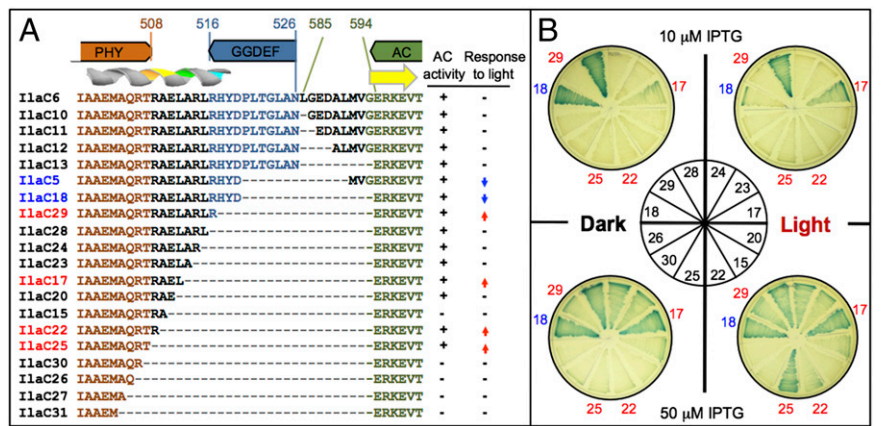 A
508 516 526 585 594
PHY GGDEF AC
AC activity Response to light
IlaC6 IAAEMAQRTRAELARLRHYDPLTGLANLGEDALMVGERKEVT + -
IlaC10 IAAEMAQRTRAELARLRHYDPLTGLAN-GEDALMVGERKEVT + -
IlaC11 IAAEMAQRTRAELARLRHYDPLTGLAN--EDALMVGERKEVT + -
IlaC12 IAAEMAQRTRAELARLRHYDPLTGLAN----ALMVGERKEVT + -
IlaC13 IAAEMAQRTRAELARLRHYDPLTGLAN---------ERKEVT + -
IlaC5 IAAEMAQRTRAELARLRHYD-------------MVGERKEVT + ↓
IlaC18 IAAEMAQRTRAELARLRHYD----------------ERKEVT + ↓
IlaC29 IAAEMAQRTRAELARLR-------------------ERKEVT + ↑
IlaC28 IAAEMAQRTRAELARL--------------------ERKEVT + -
IlaC24 IAAEMAQRTRAELAR---------------------ERKEVT + -
IlaC23 IAAEMAQRTRAELA----------------------ERKEVT + -
IlaC17 IAAEMAQRTRAEL-----------------------ERKEVT + ↑
IlaC20 IAAEMAQRTRAE------------------------ERKEVT + -
IlaC15 IAAEMAQRTRA-------------------------ERKEVT - -
IlaC22 IAAEMAQRTR--------------------------ERKEVT + ↑
IlaC25 IAAEMAQRT---------------------------ERKEVT + ↑
IlaC30 IAAEMAQR----------------------------ERKEVT - -
IlaC26 IAAEMAQ-----------------------------ERKEVT - -
IlaC27 IAAEMA------------------------------ERKEVT - -
IlaC31 IAAEM-------------------------------ERKEVT - -
B
10 µM IPTG
29 18 17 25 22
29 18 17 25 22
28 24 29 23 18 17 26 20 30 15 25 22
Dark Light
29 18 17 25 22
29 18 17 25 22
50 µM IPTG